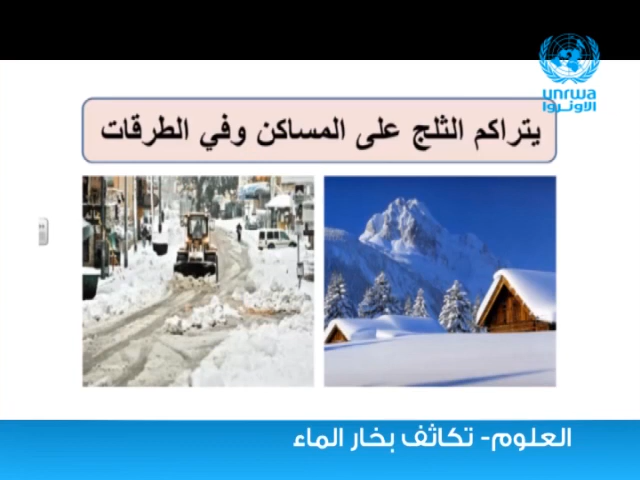 unrwa
الأونروا
يتراكم الثلج على المساكن وفي الطرقات
العلوم- تكاثف بخار الماء